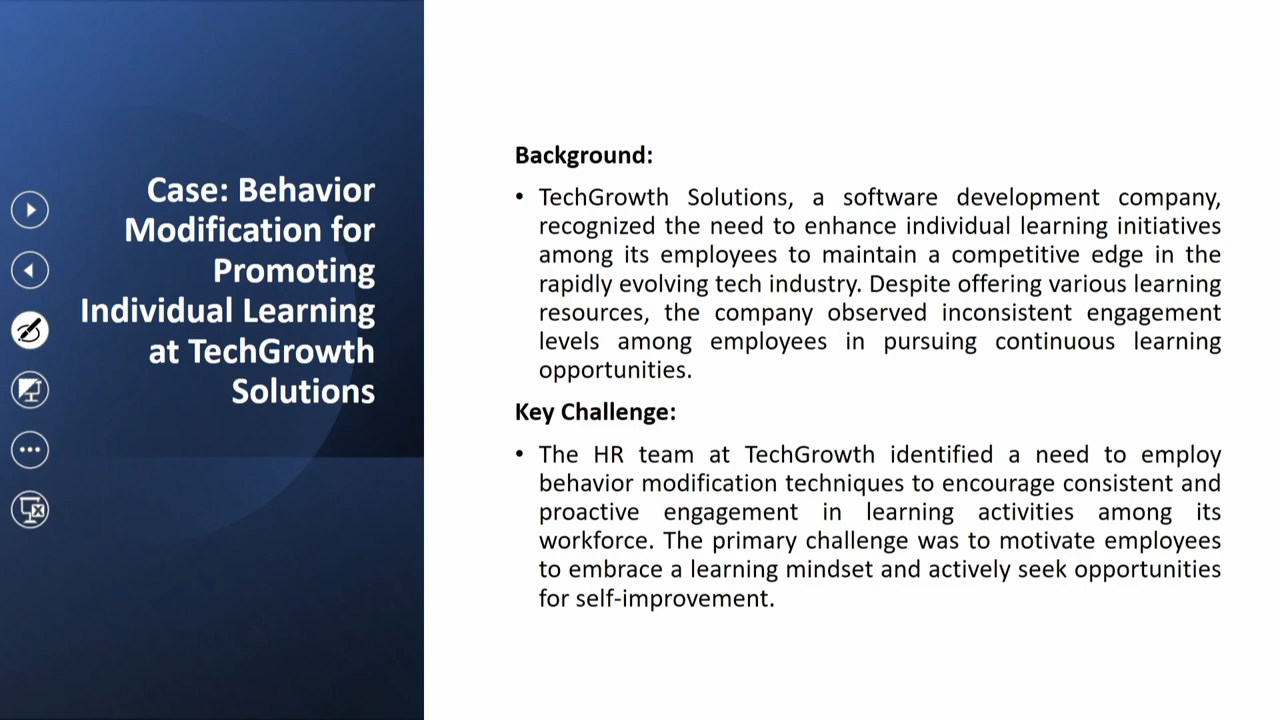 Case: Behavior
Modification for
Promoting
Individual Learning
at TechGrowth
Solutions
Background:
• TechGrowth Solutions, a software development company,
recognized the need to enhance individual learning initiatives
among its employees to maintain a competitive edge in the
rapidly evolving tech industry. Despite offering various learning
resources, the company observed inconsistent engagement
levels among employees in pursuing continuous learning
opportunities.
Key Challenge:
• The HR team at TechGrowth identified a need to employ
behavior modification techniques to encourage consistent and
proactive engagement in learning activities among its
workforce. The primary challenge was to motivate employees
to embrace a learning mindset and actively seek opportunities
for self-improvement.